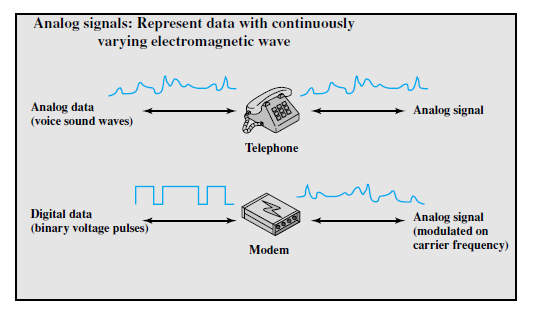 Analog signals: Represent data with continuously
varying electromagnetic wave
Analog data
(voice sound waves)
Analog signal
Telephone
Digital data
(binary voltage pulses)
Analog signal
(modulated on
carrier frequency)
Modem